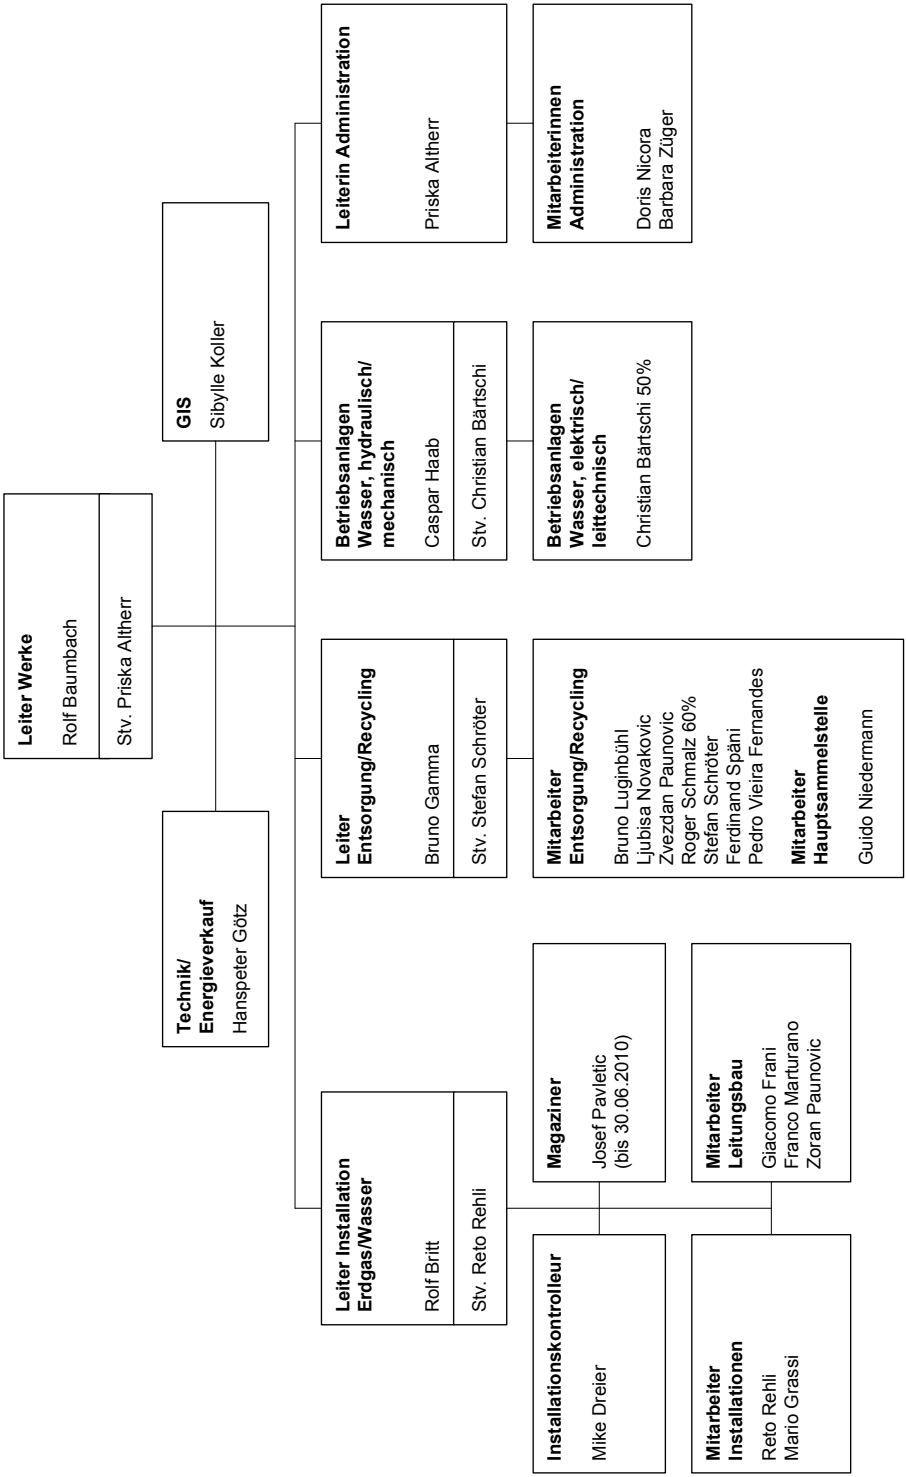 Leiter Werke
Rolf Baumbach
Stv. Priska Altherr
Technik/
Energieverkauf
Hanspeter Götz
GIS
Sibylle Koller
Leiter Installation
Erdgas/Wasser
Rolf Britt
Stv. Reto Rehli
Leiter
Entsorgung/Recycling
Bruno Gamma
Stv. Stefan Schröter
Betriebsanlagen
Wasser, hydraulisch/
mechanisch
Caspar Haab
Stv. Christian Bärtschi
Leiterin Administration
Priska Altherr
Installationskontrolleur
Mike Dreier
Magaziner
Josef Pavletic
(bis 30.06.2010)
Mitarbeiter
Installationen
Reto Rehli
Mario Grassi
Mitarbeiter
Leitungsbau
Giacomo Frani
Franco Marturano
Zoran Paunovic
Mitarbeiter
Entsorgung/Recycling
Bruno Luginbühl
Ljubisa Novakovic
Zvezdan Paunovic
Roger Schmalz 60%
Stefan Schröter
Ferdinand Späni
Pedro Vieira Fernandes
Mitarbeiter
Hauptsammelstelle
Guido Niedermann
Betriebsanlagen
Wasser, elektrisch/
leittechnisch
Christian Bärtschi 50%
Mitarbeiterinnen
Administration
Doris Nicora
Barbara Züger